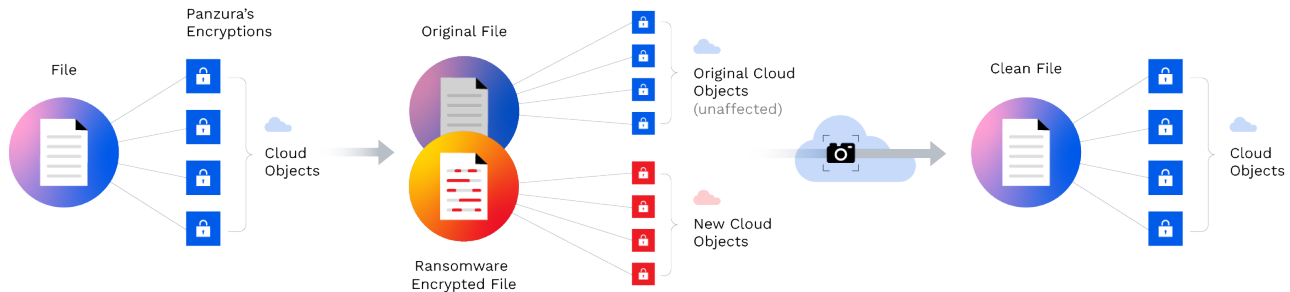 File
Panzura’s
Encryptions
Cloud
Objects
Original File
Ransomware
Encrypted File
Original Cloud
Objects
(unaffected)
New Cloud
Objects
Clean File
Cloud
Objects